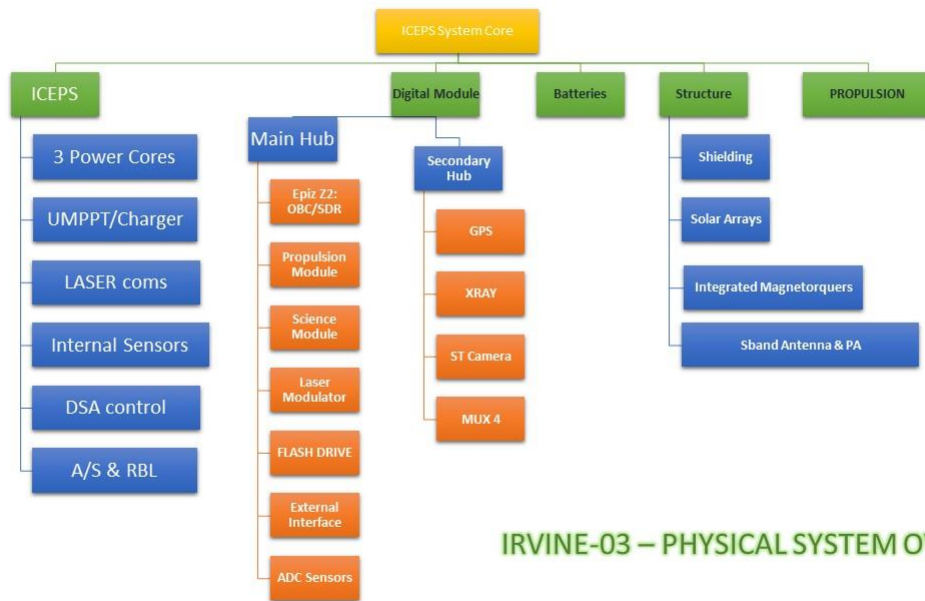 ICEPS System Core
ICEPS
Digital Module
Batteries
Structure
PROPULSION
3 Power Cores
UMPPT/Charger
LASER coms
Internal Sensors
DSA control
A/S & RBL
Main Hub
Epiz Z2:
OBC/SDR
Propulsion
Module
Science
Module
Laser
Modulator
FLASH DRIVE
External
Interface
ADC Sensors
Secondary
Hub
GPS
XRAY
ST Camera
MUX 4
Shielding
Solar Arrays
Integrated Magnetorquers
Sband Antenna & PA
IRVINE-03 – PHYSICAL SYSTEM